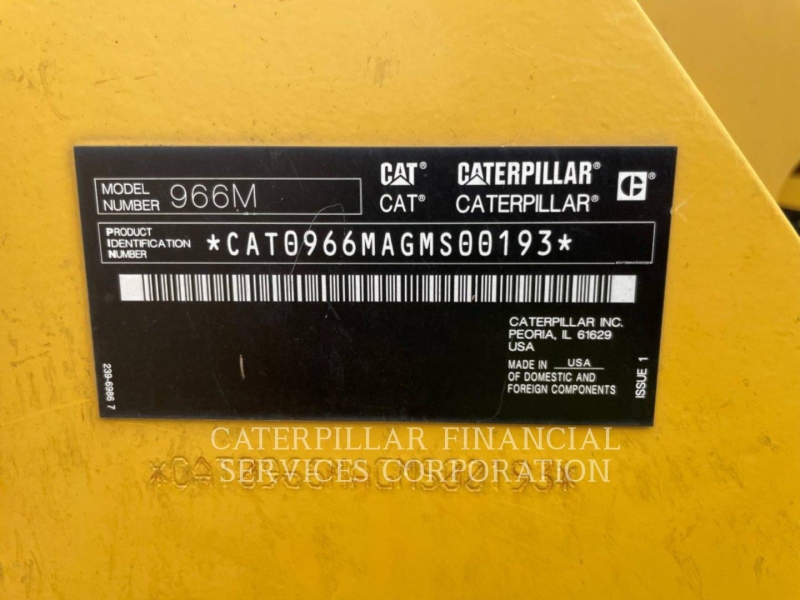 MODEL NUMBER 966M
CAT® CATERPILLAR® C®
CAT® CATERPILLAR®
PRODUCT IDENTIFICATION NUMBER *CAT0966MAGMS00193*
CATERPILLAR INC.
PEORIA, IL 61629
USA
MADE IN USA
OF DOMESTIC AND
FOREIGN COMPONENTS
ISSUE 1
239-6986 7
CATERPILLAR FINANCIAL
SERVICES CORPORATION
*CAT0966MAGMS00193*